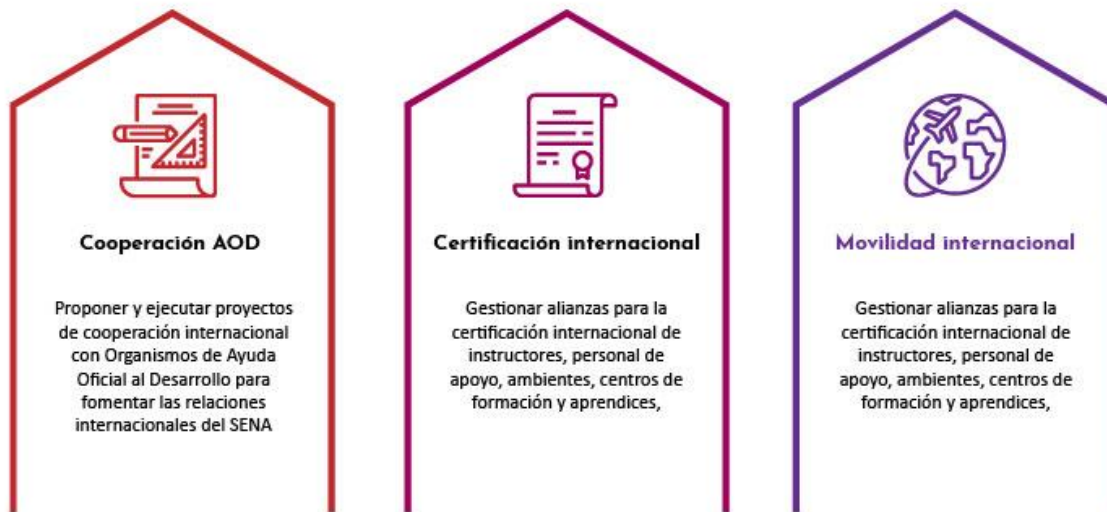 Cooperación AOD
Proponer y ejecutar proyectos
de cooperación internacional
con Organismos de Ayuda
Oficial al Desarrollo para
fomentar las relaciones
internacionales del SENA
Certificación internacional
Gestionar alianzas para la
certificación internacional de
instructores, personal de
apoyo, ambientes, centros de
formación y aprendices,
Movilidad internacional
Gestionar alianzas para la
certificación internacional de
instructores, personal de
apoyo, ambientes, centros de
formación y aprendices,